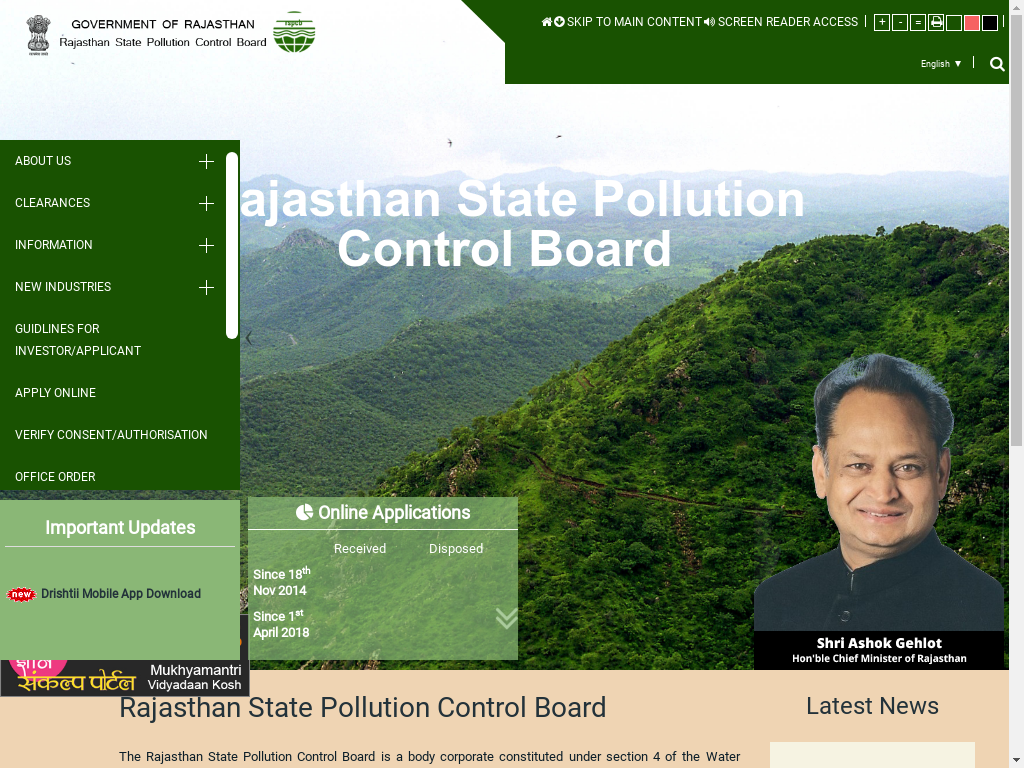 GOVERNMENT OF RAJASTHAN
Rajasthan State Pollution Control Board
rspcb
SKIP TO MAIN CONTENT SCREEN READER ACCESS
+ - =
English ▼
ABOUT US
CLEARANCES
INFORMATION
NEW INDUSTRIES
GUIDLINES FOR
INVESTOR/APPLICANT
APPLY ONLINE
VERIFY CONSENT/AUTHORISATION
OFFICE ORDER
ajasthan State Pollution
Control Board
Important Updates
new Drishtii Mobile App Download
Online Applications
Received Disposed
Since 18th
Nov 2014
Since 1st
April 2018
Shri Ashok Gehlot
Hon'ble Chief Minister of Rajasthan
संकल्प पोर्टल
Mukhyamantri
Vidyadaan Kosh
Rajasthan State Pollution Control Board
The Rajasthan State Pollution Control Board is a body corporate constituted under section 4 of the Water
Latest News